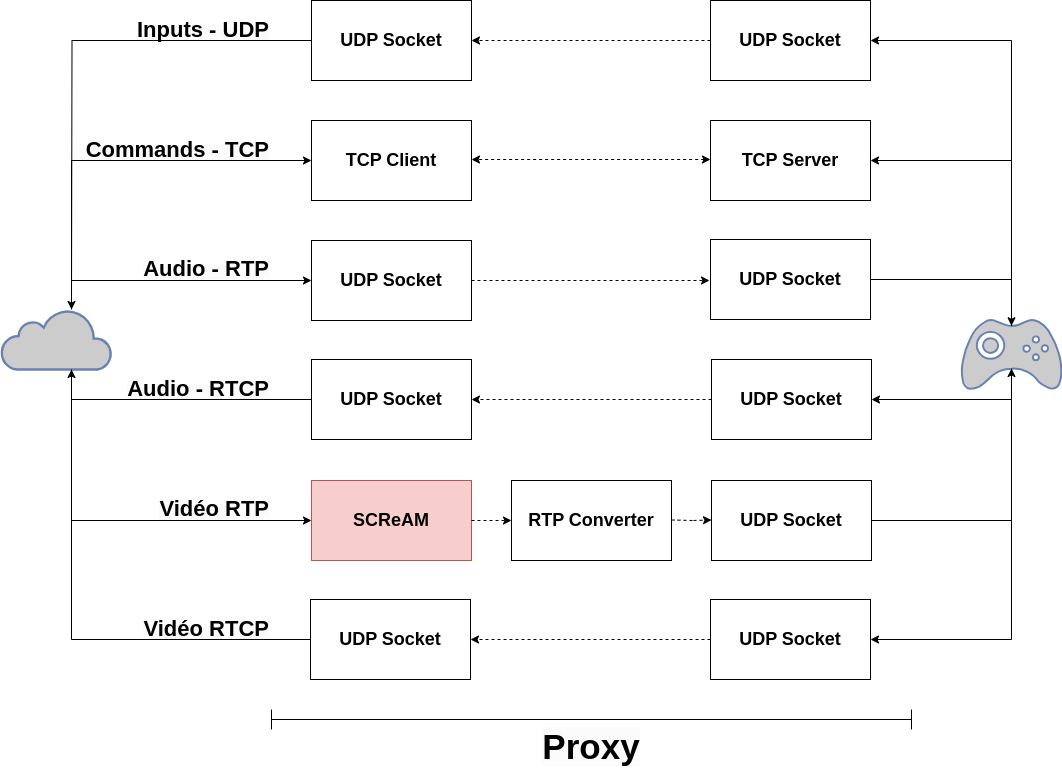 Inputs - UDP
UDP Socket
UDP Socket
Commands - TCP
TCP Client
TCP Server
Audio - RTP
UDP Socket
UDP Socket
Audio - RTCP
UDP Socket
UDP Socket
Vidéo RTP
SCReAM
RTP Converter
UDP Socket
Vidéo RTCP
UDP Socket
UDP Socket
Proxy